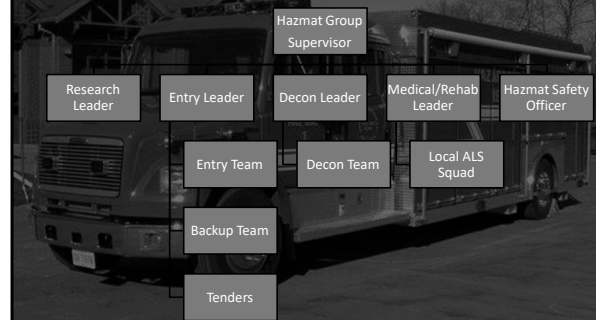 Hazmat Group
Supervisor
Research
Leader
Entry Leader
Decon Leader
Medical/Rehab
Leader
Hazmat Safety
Officer
Entry Team
Decon Team
Local ALS
Squad
Backup Team
Tenders